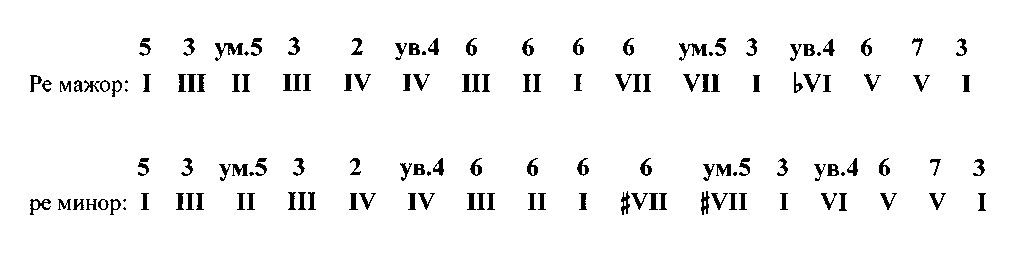 5 3 ум.5 3 2 ув.4 6 6 6 6 ум.5 3 ув.4 6 7 3
Ре мажор: I III II III IV IV III II I VII VII I ♭VI V V I
5 3 ум.5 3 2 ув.4 6 6 6 6 ум.5 3 ув.4 6 7 3
ре минор: I III II III IV IV III II I ♯VII ♯VII I VI V V I